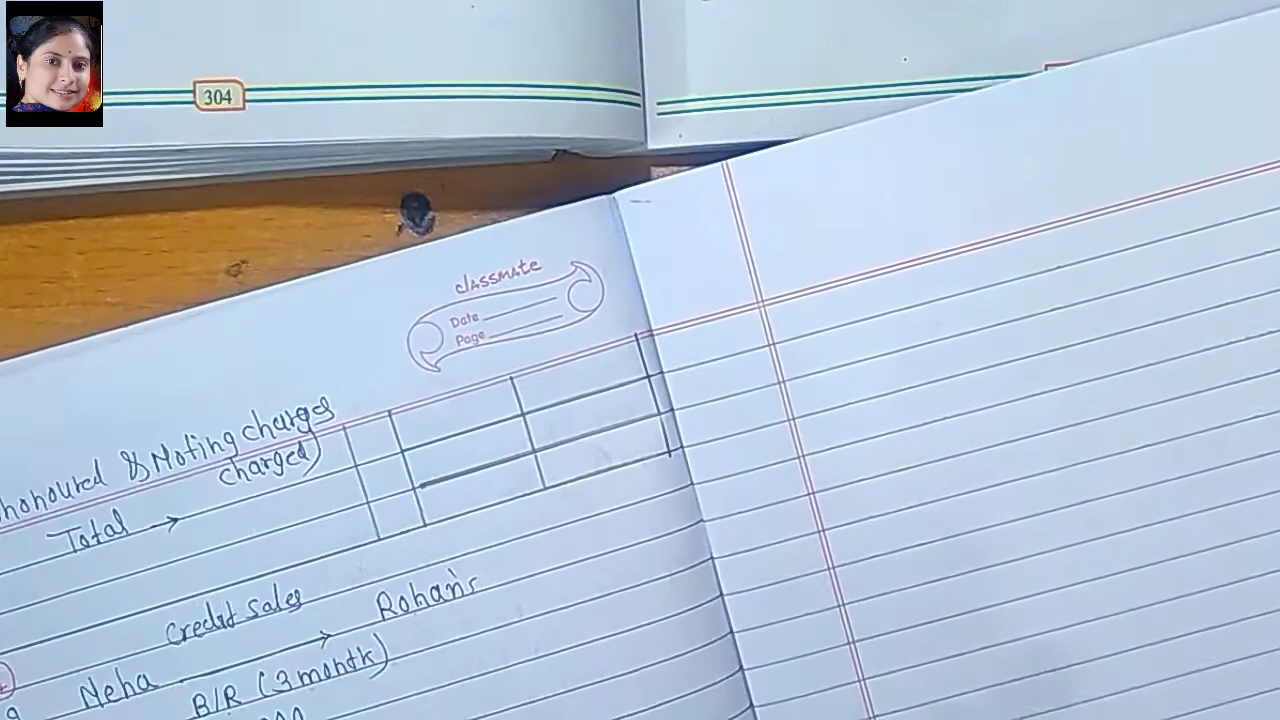 304
classmate
Date
Page
honoured & Noting charges
charged)
Total →
Credit sales
Neha → Rohan's
B/R (3 month)